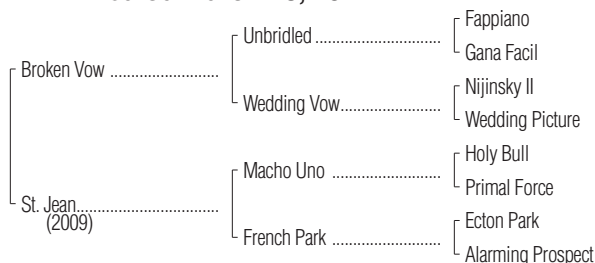 Fappiano
Unbridled
Gana Facil
Broken Vow
Nijinsky II
Wedding Vow
Wedding Picture
Holy Bull
Macho Uno
Primal Force
St. Jean
(2009)
Ecton Park
French Park
Alarming Prospect